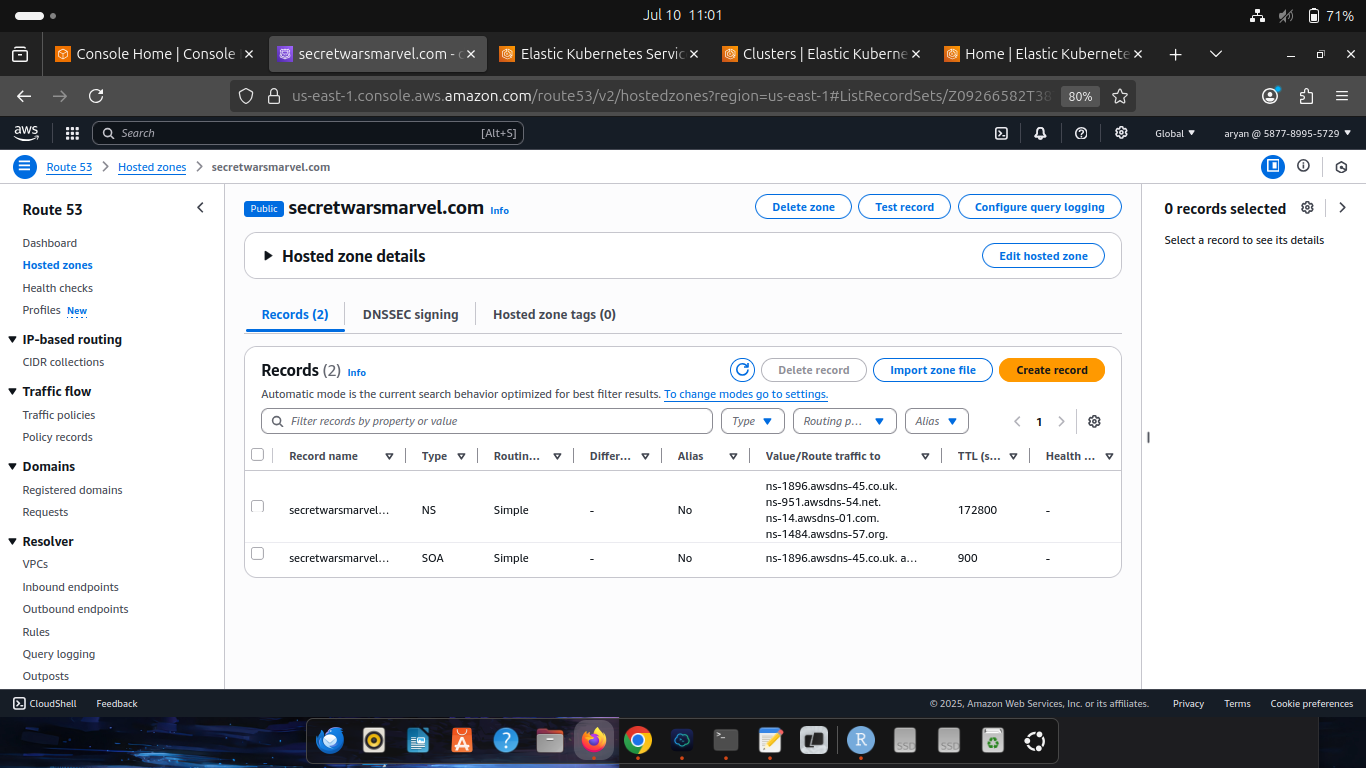 Jul 10 11:01
71%
Console Home | Console
secretwarsmarvel.com - c
Elastic Kubernetes Servic
Clusters | Elastic Kuberne
Home | Elastic Kubernete
us-east-1.console.aws.amazon.com/route53/v2/hostedzones?region=us-east-1#ListRecordSets/Z09266582T38
80%
aws
Search
[Alt+S]
Global
aryan @ 5877-8995-5729
Route 53
Hosted zones
secretwarsmarvel.com
Route 53
Dashboard
Hosted zones
Health checks
Profiles New
IP-based routing
CIDR collections
Traffic flow
Traffic policies
Policy records
Domains
Registered domains
Requests
Resolver
VPCs
Inbound endpoints
Outbound endpoints
Rules
Query logging
Outposts
Public secretwarsmarvel.com Info
Delete zone
Test record
Configure query logging
Hosted zone details
Edit hosted zone
Records (2)
DNSSEC signing
Hosted zone tags (0)
Records (2) Info
Delete record
Import zone file
Create record
Automatic mode is the current search behavior optimized for best filter results. To change modes go to settings.
Filter records by property or value
Type
Routing p...
Alias
1
Record name Type Routin... Differ... Alias Value/Route traffic to TTL (s... Health ...
secretwarsmarvel... NS Simple - No ns-1896.awsdns-45.co.uk.
ns-951.awsdns-54.net.
ns-14.awsdns-01.com.
ns-1484.awsdns-57.org.
172800 -
secretwarsmarvel... SOA Simple - No ns-1896.awsdns-45.co.uk. a... 900 -
0 records selected
Select a record to see its details
CloudShell
Feedback
© 2025, Amazon Web Services, Inc. or its affiliates.
Privacy
Terms
Cookie preferences
R
SSD
SSD